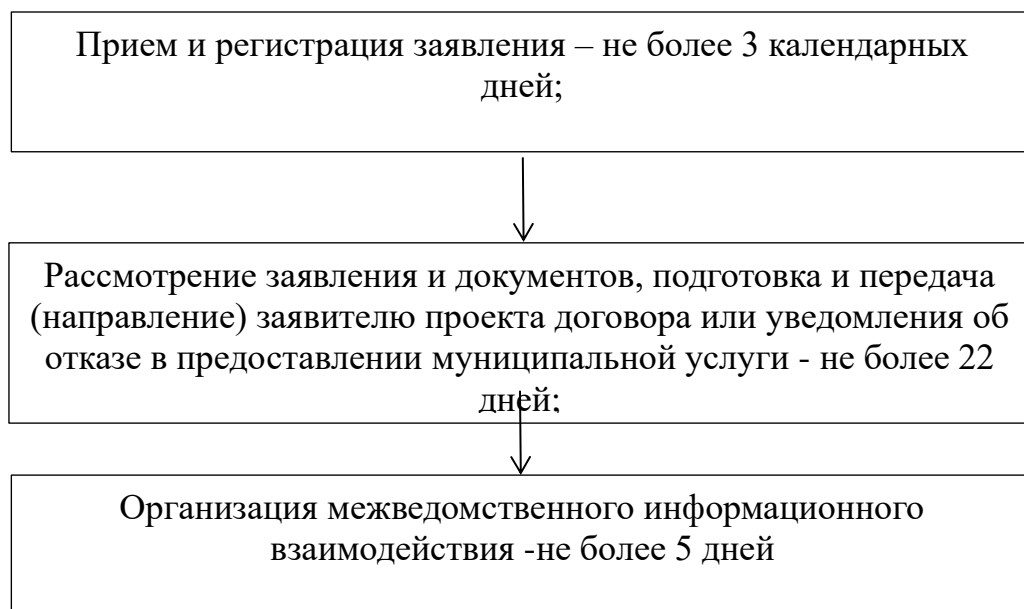 Прием и регистрация заявления – не более 3 календарных
дней;
Рассмотрение заявления и документов, подготовка и передача
(направление) заявителю проекта договора или уведомления об
отказе в предоставлении муниципальной услуги - не более 22
дней;
Организация межведомственного информационного
взаимодействия -не более 5 дней